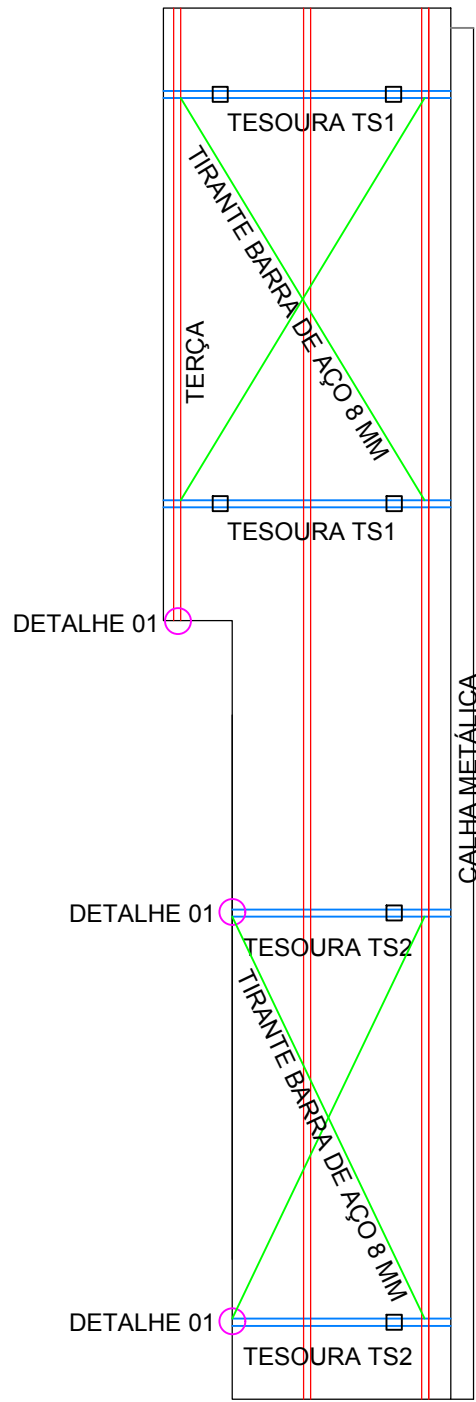 TESOURA TS1
TIRANTE BARRA DE AÇO 8 MM
TERÇA
TESOURA TS1
DETALHE 01
CALHA METÁLICA
DETALHE 01
TESOURA TS2
TIRANTE BARRA DE AÇO 8 MM
DETALHE 01
TESOURA TS2